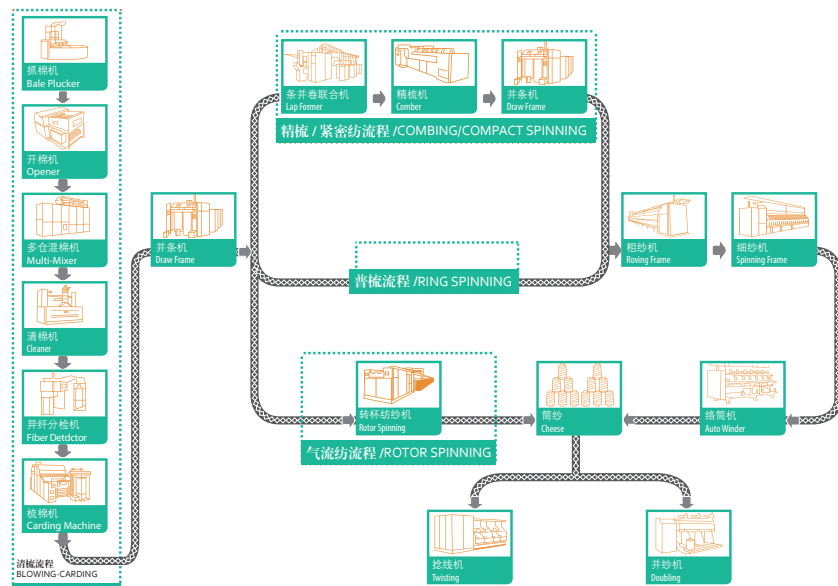 抓棉机
Bale Plucker
开棉机
Opener
多仓混棉机
Multi-Mixer
清棉机
Cleaner
异纤分检机
Fiber Detdctor
梳棉机
Carding Machine
清梳流程
BLOWING-CARDING
并条机
Draw Frame
条并卷联合机
Lap Former
精梳机
Comber
并条机
Draw Frame
精梳 / 紧密纺流程 /COMBING/COMPACT SPINNING
普梳流程 /RING SPINNING
粗纱机
Roving Frame
细纱机
Spinning Frame
转杯纺纱机
Rotor Spinning
气流纺流程 /ROTOR SPINNING
筒纱
Cheese
络筒机
Auto Winder
捻线机
Twisting
并纱机
Doubling